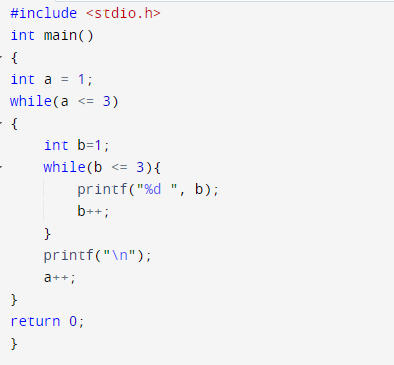 #include <stdio.h>
int main()
{
int a = 1;
while(a <= 3)
{
    int b=1;
    while(b <= 3){
        printf("%d ", b);
        b++;
    }
    printf("\n");
    a++;
}
return 0;
}